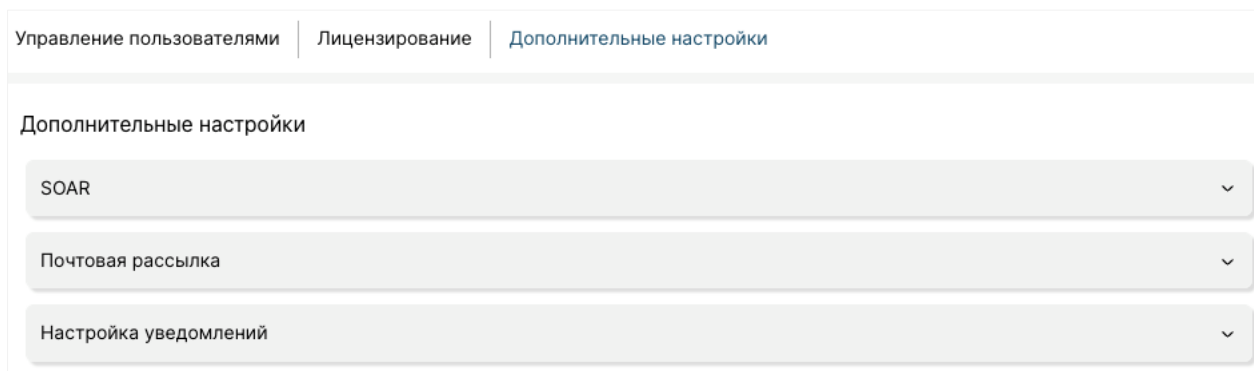 Управление пользователями Лицензирование Дополнительные настройки
Дополнительные настройки
SOAR
Почтовая рассылка
Настройка уведомлений